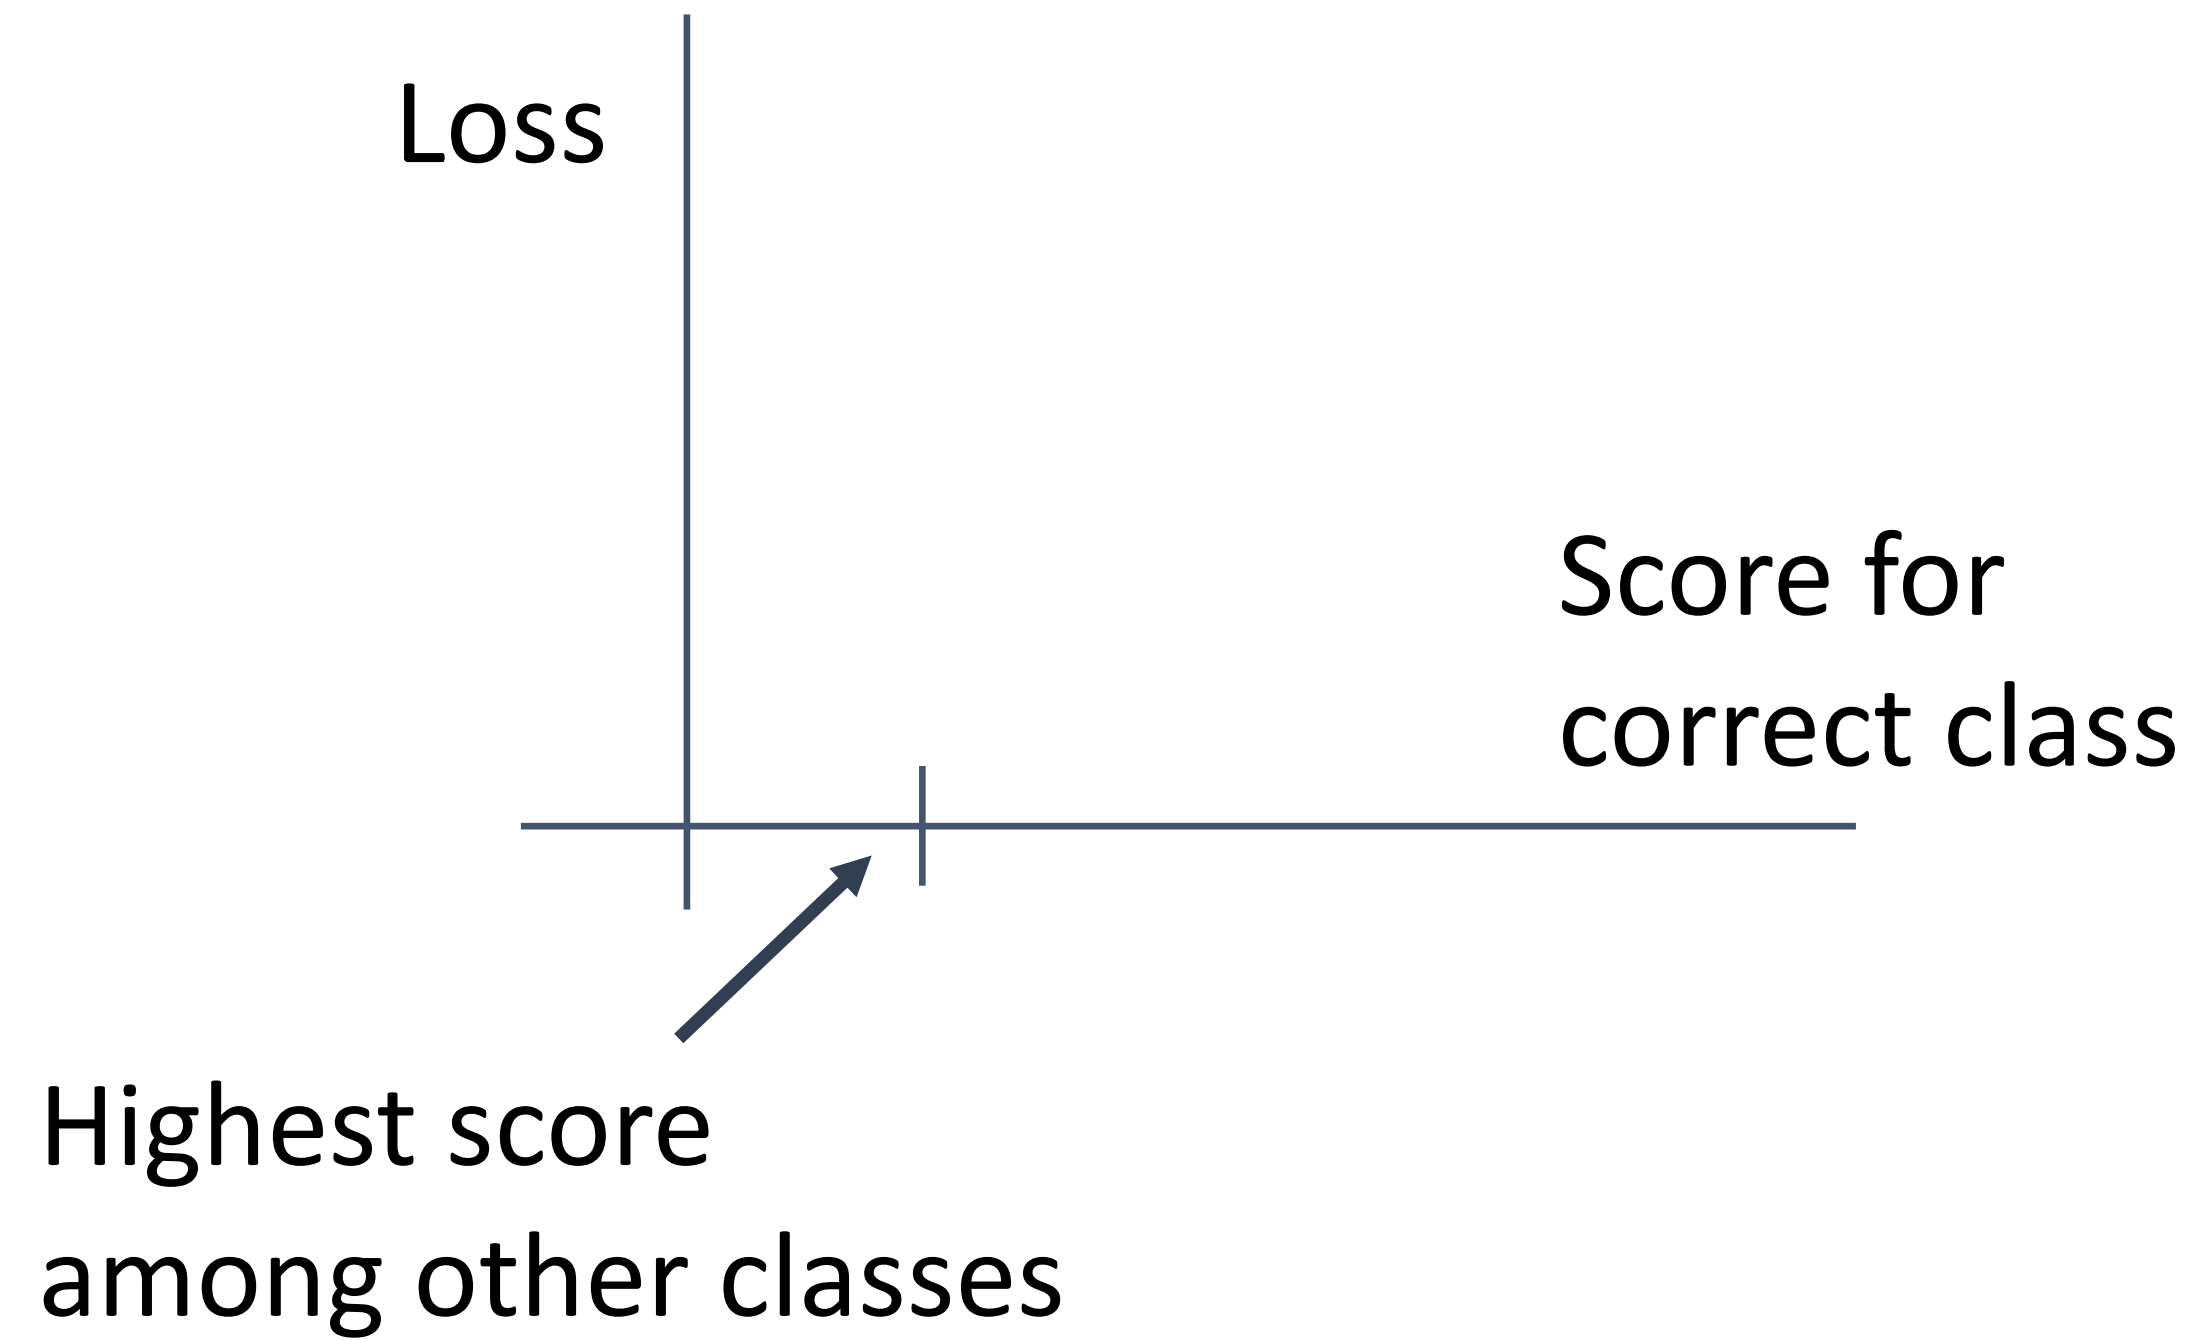 Loss
Score for
correct class
Highest score
among other classes